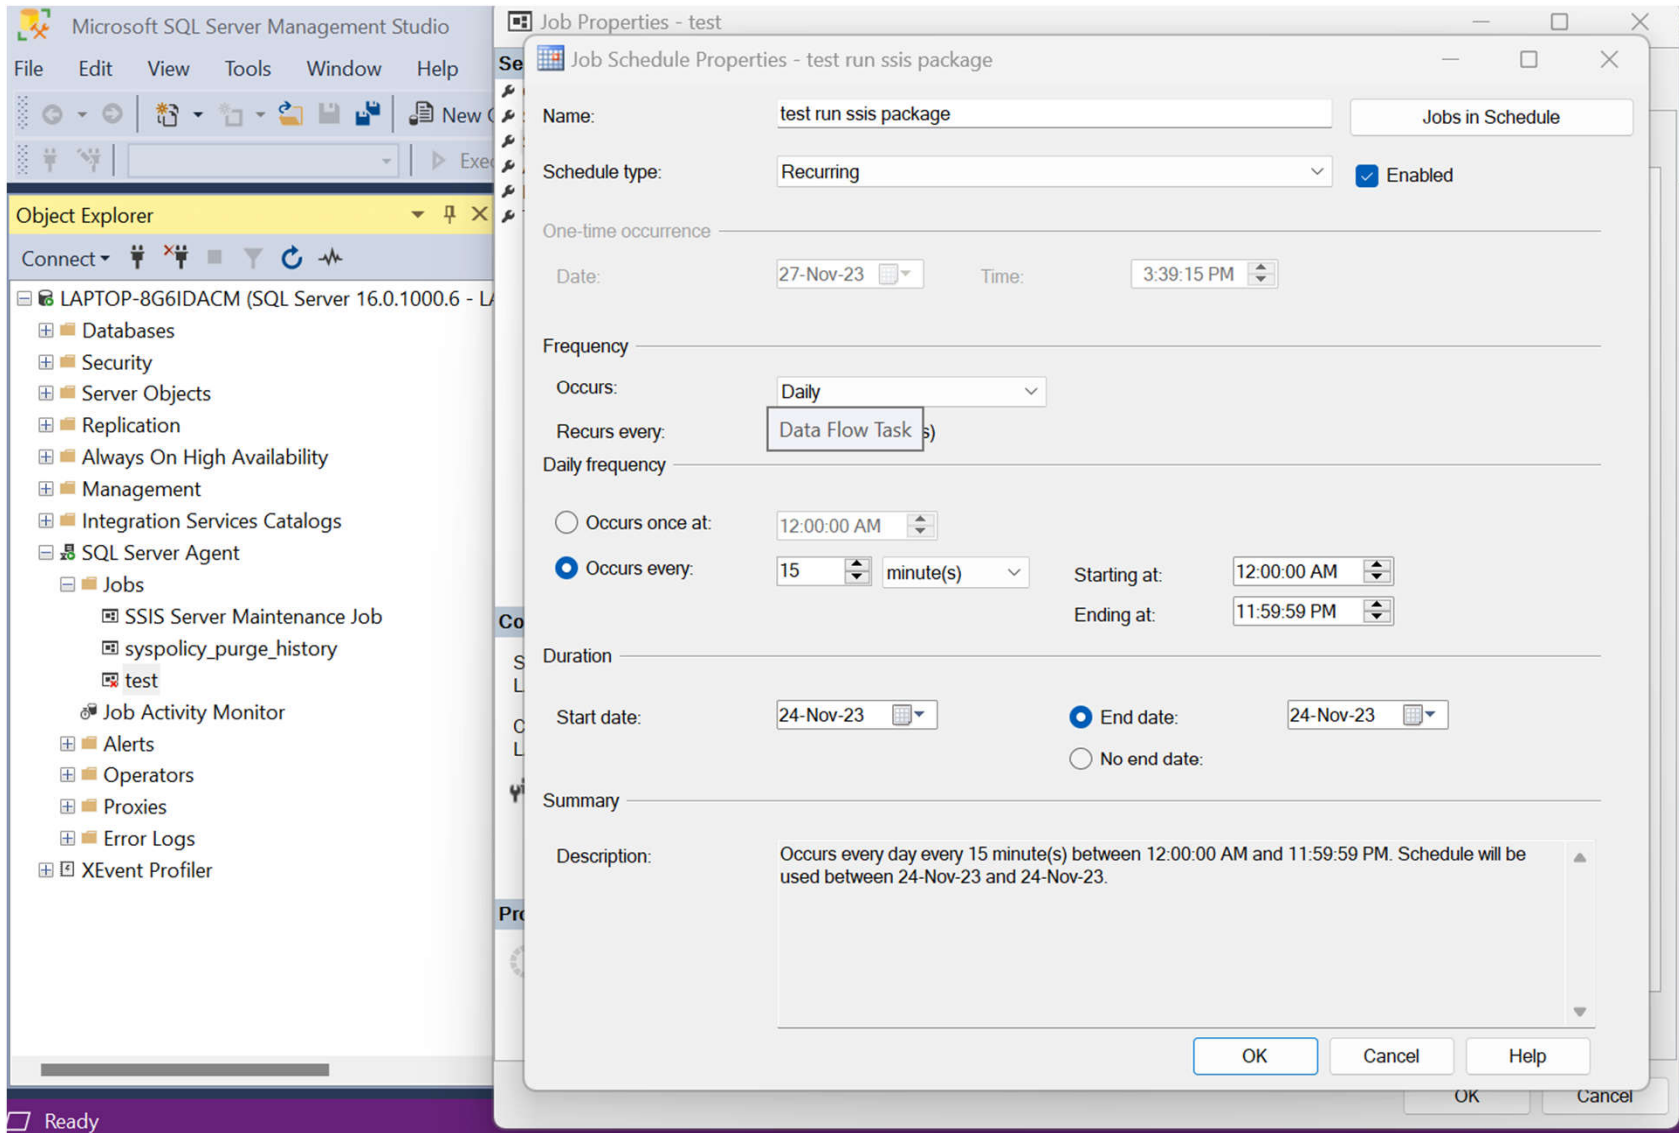 Microsoft SQL Server Management Studio
File Edit View Tools Window Help
New
Exec
Object Explorer
Connect
LAPTOP-8G6IDACM (SQL Server 16.0.1000.6 - LA
Databases
Security
Server Objects
Replication
Always On High Availability
Management
Integration Services Catalogs
SQL Server Agent
Jobs
SSIS Server Maintenance Job
syspolicy_purge_history
test
Job Activity Monitor
Alerts
Operators
Proxies
Error Logs
XEvent Profiler
Ready
Job Properties - test
Se
Co
S
L
C
L
Pro
OK Cancel
Job Schedule Properties - test run ssis package
Name: test run ssis package Jobs in Schedule
Schedule type: Recurring Enabled
One-time occurrence
Date: 27-Nov-23 Time: 3:39:15 PM
Frequency
Occurs: Daily
Recurs every: Data Flow Task s)
Daily frequency
Occurs once at: 12:00:00 AM
Occurs every: 15 minute(s) Starting at: 12:00:00 AM
Ending at: 11:59:59 PM
Duration
Start date: 24-Nov-23 End date: 24-Nov-23
No end date:
Summary
Description: Occurs every day every 15 minute(s) between 12:00:00 AM and 11:59:59 PM. Schedule will be
used between 24-Nov-23 and 24-Nov-23.
OK Cancel Help